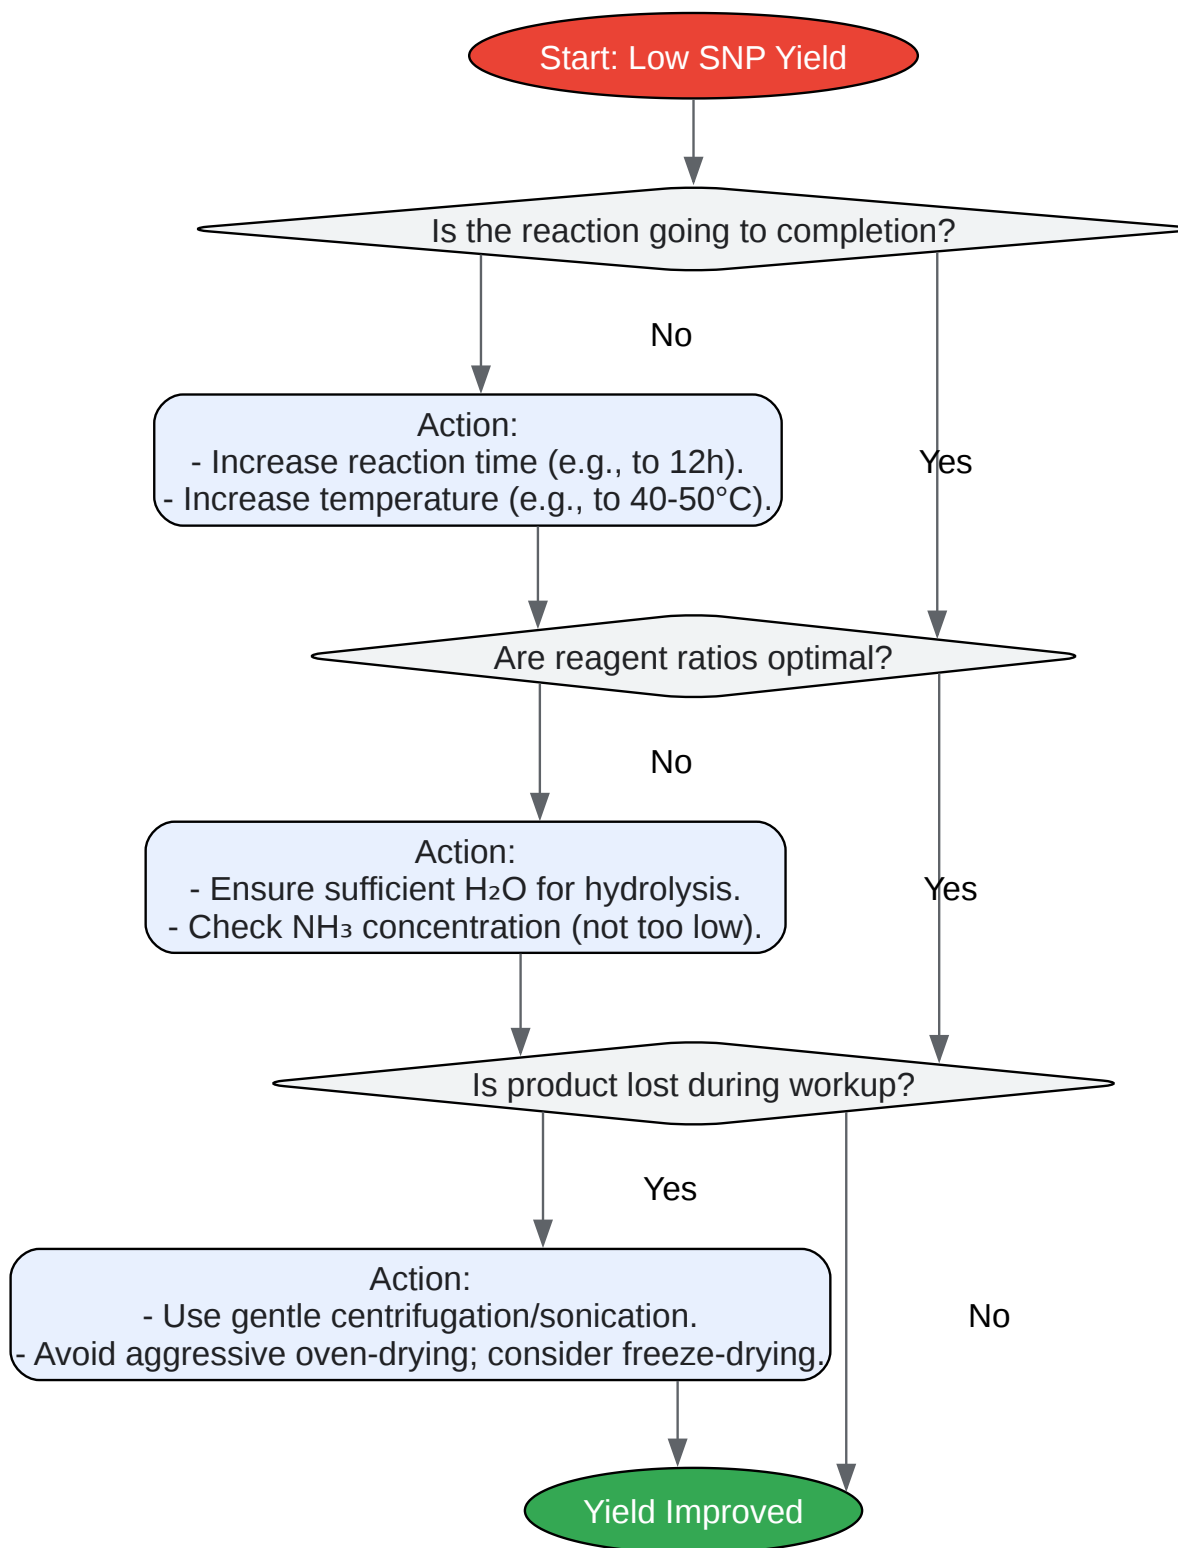 Start: Low SNP Yield
Is the reaction going to completion?
No
Action:
- Increase reaction time (e.g., to 12h).
- Increase temperature (e.g., to 40-50°C).
Yes
Are reagent ratios optimal?
No
Action:
- Ensure sufficient H₂O for hydrolysis.
- Check NH₃ concentration (not too low).
Yes
Is product lost during workup?
Yes
Action:
- Use gentle centrifugation/sonication.
- Avoid aggressive oven-drying; consider freeze-drying.
No
Yield Improved